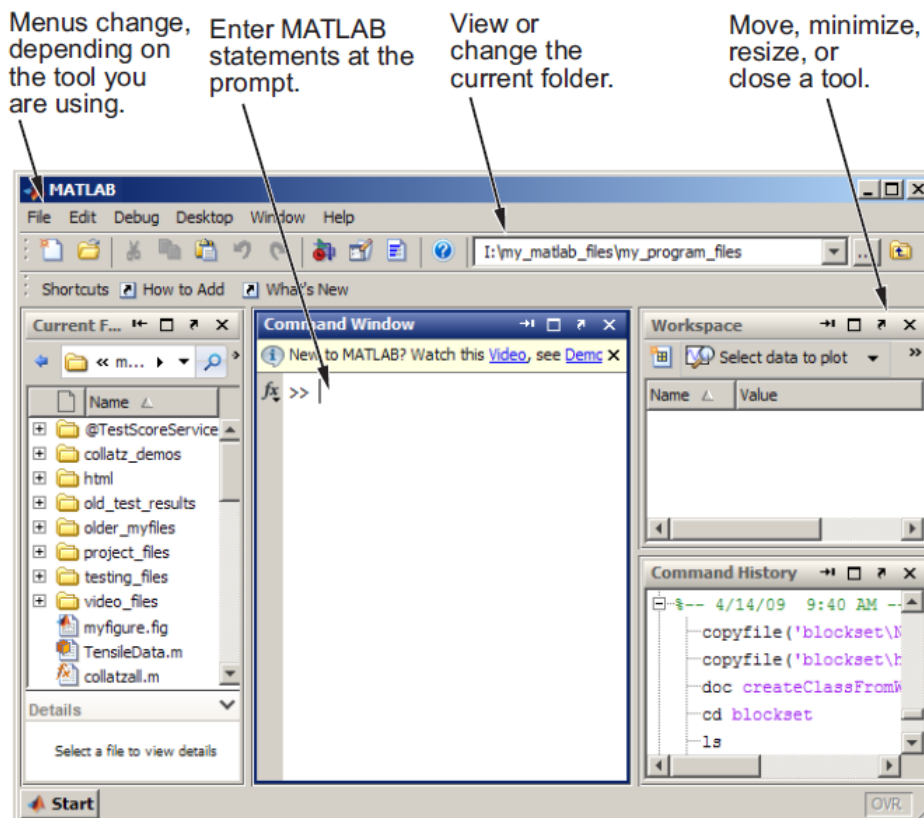 Menus change,
depending on
the tool you
are using.
Enter MATLAB
statements at the
prompt.
View or
change the
current folder.
Move, minimize,
resize, or
close a tool.
MATLAB
File Edit Debug Desktop Window Help
I:\my_matlab_files\my_program_files ...
Shortcuts How to Add What's New
Current F...
« m...
Name
@TestScoreService
collatz_demos
html
old_test_results
older_myfiles
project_files
testing_files
video_files
myfigure.fig
TensileData.m
collatzall.m
Details
Select a file to view details
Command Window
New to MATLAB? Watch this Video, see Demo
fx >>
Workspace
Select data to plot »
Name Value
Command History
%-- 4/14/09 9:40 AM --
copyfile('blockset\
copyfile('blockset\h
doc createClassFromW
cd blockset
ls
Start
OVR